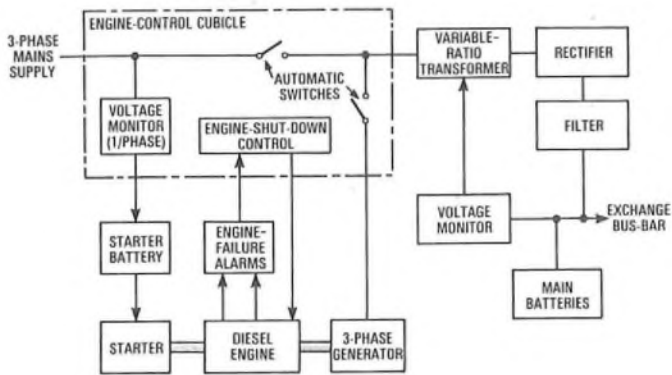 ENGINE-CONTROL CUBICLE
3-PHASE
MAINS
SUPPLY
AUTOMATIC
SWITCHES
VOLTAGE
MONITOR
(1/PHASE)
ENGINE-SHUT-DOWN
CONTROL
VARIABLE-
RATIO
TRANSFORMER
RECTIFIER
FILTER
STARTER
BATTERY
ENGINE-
FAILURE
ALARMS
VOLTAGE
MONITOR
EXCHANGE
BUS-BAR
MAIN
BATTERIES
STARTER
DIESEL
ENGINE
3-PHASE
GENERATOR